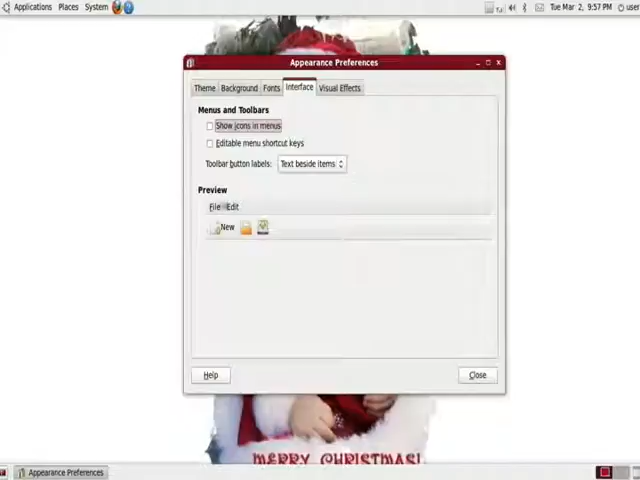 Applications Places System Tue Mar 2, 9:57 PM user
Appearance Preferences
Theme Background Fonts Interface Visual Effects
Menus and Toolbars
Show icons in menus
Editable menu shortcut keys
Toolbar button labels: Text beside items
Preview
File Edit
New
Help Close
MERRY CHRISTMAS!
Appearance Preferences